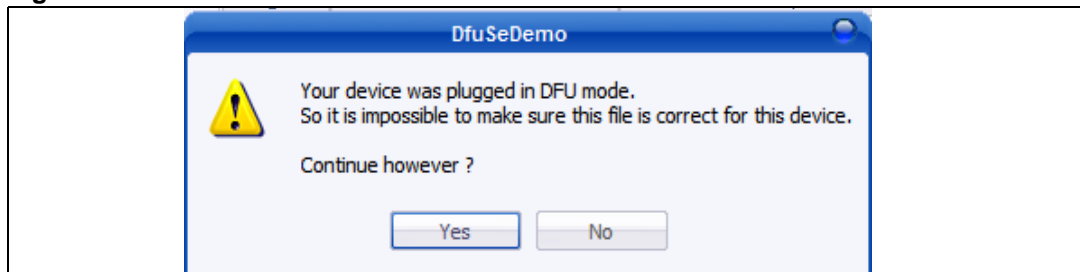 DfuSeDemo
Your device was plugged in DFU mode.
So it is impossible to make sure this file is correct for this device.
Continue however ?
Yes
No